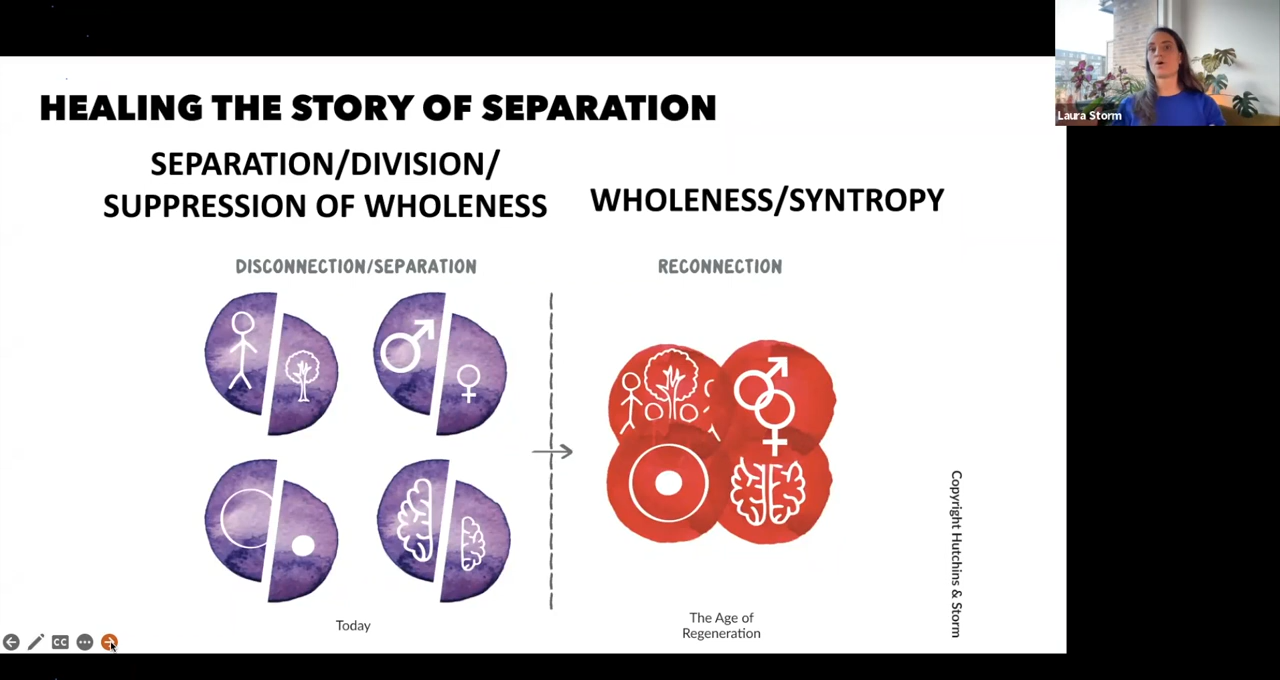 HEALING THE STORY OF SEPARATION
SEPARATION/DIVISION/
SUPPRESSION OF WHOLENESS
WHOLENESS/SYNTROPY
DISCONNECTION/SEPARATION
RECONNECTION
Today
The Age of
Regeneration
Copyright Hutchins & Storm
CC
Laura Storm